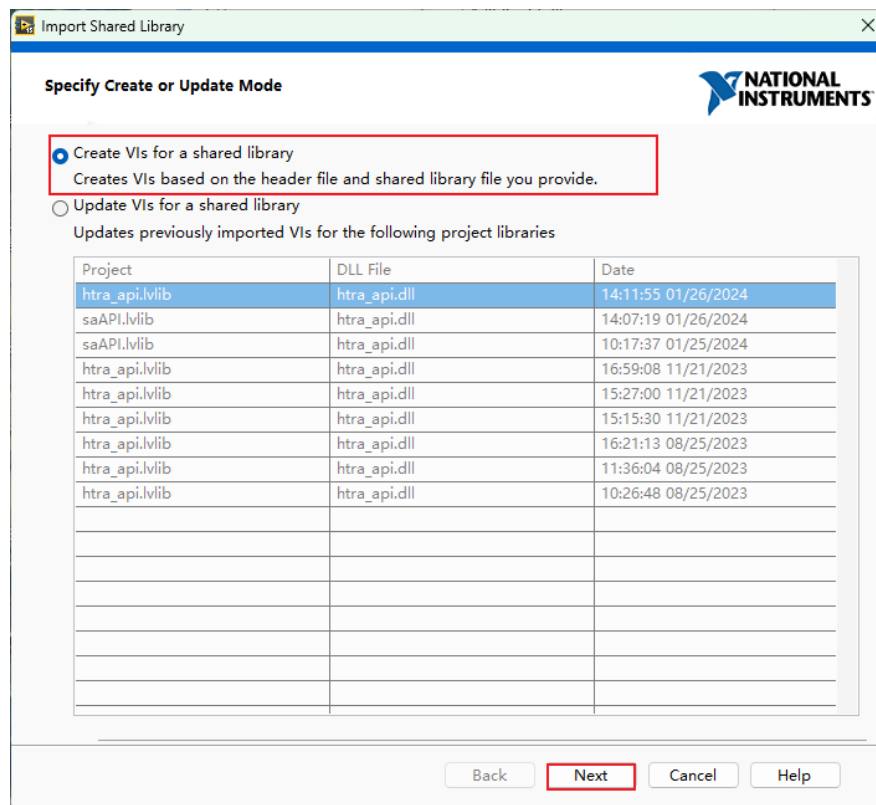 Import Shared Library
Specify Create or Update Mode
NATIONAL
INSTRUMENTS
Create VIs for a shared library
Creates VIs based on the header file and shared library file you provide.
Update VIs for a shared library
Updates previously imported VIs for the following project libraries
Project DLL File Date
htra_api.lvlib htra_api.dll 14:11:55 01/26/2024
saAPI.lvlib htra_api.dll 14:07:19 01/26/2024
saAPI.lvlib htra_api.dll 10:17:37 01/25/2024
htra_api.lvlib htra_api.dll 16:59:08 11/21/2023
htra_api.lvlib htra_api.dll 15:27:00 11/21/2023
htra_api.lvlib htra_api.dll 15:15:30 11/21/2023
htra_api.lvlib htra_api.dll 16:21:13 08/25/2023
htra_api.lvlib htra_api.dll 11:36:04 08/25/2023
htra_api.lvlib htra_api.dll 10:26:48 08/25/2023
Back Next Cancel Help